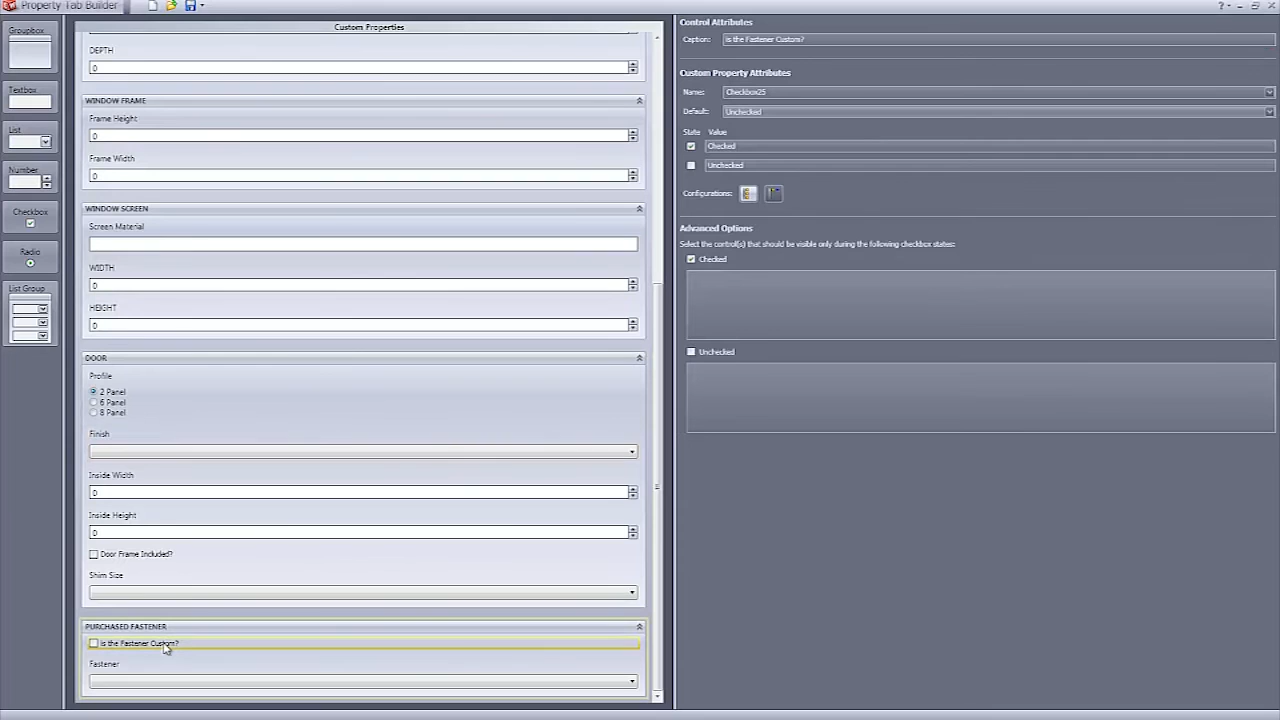 Property Tab Builder
?
Groupbox
Textbox
List
Number
Checkbox
Radio
List Group
Custom Properties
DEPTH
0
WINDOW FRAME
Frame Height
0
Frame Width
0
WINDOW SCREEN
Screen Material
WIDTH
0
HEIGHT
0
DOOR
Profile
2 Panel
6 Panel
8 Panel
Finish
Inside Width
0
Inside Height
0
Door Frame Included?
Shim Size
PURCHASED FASTENER
Is the Fastener Custom?
Fastener
Control Attributes
Caption: Is the Fastener Custom?
Custom Property Attributes
Name: Checkbox25
Default: Unchecked
State Value
Checked
Unchecked
Configurations:
Advanced Options
Select the control(s) that should be visible only during the following checkbox states:
Checked
Unchecked